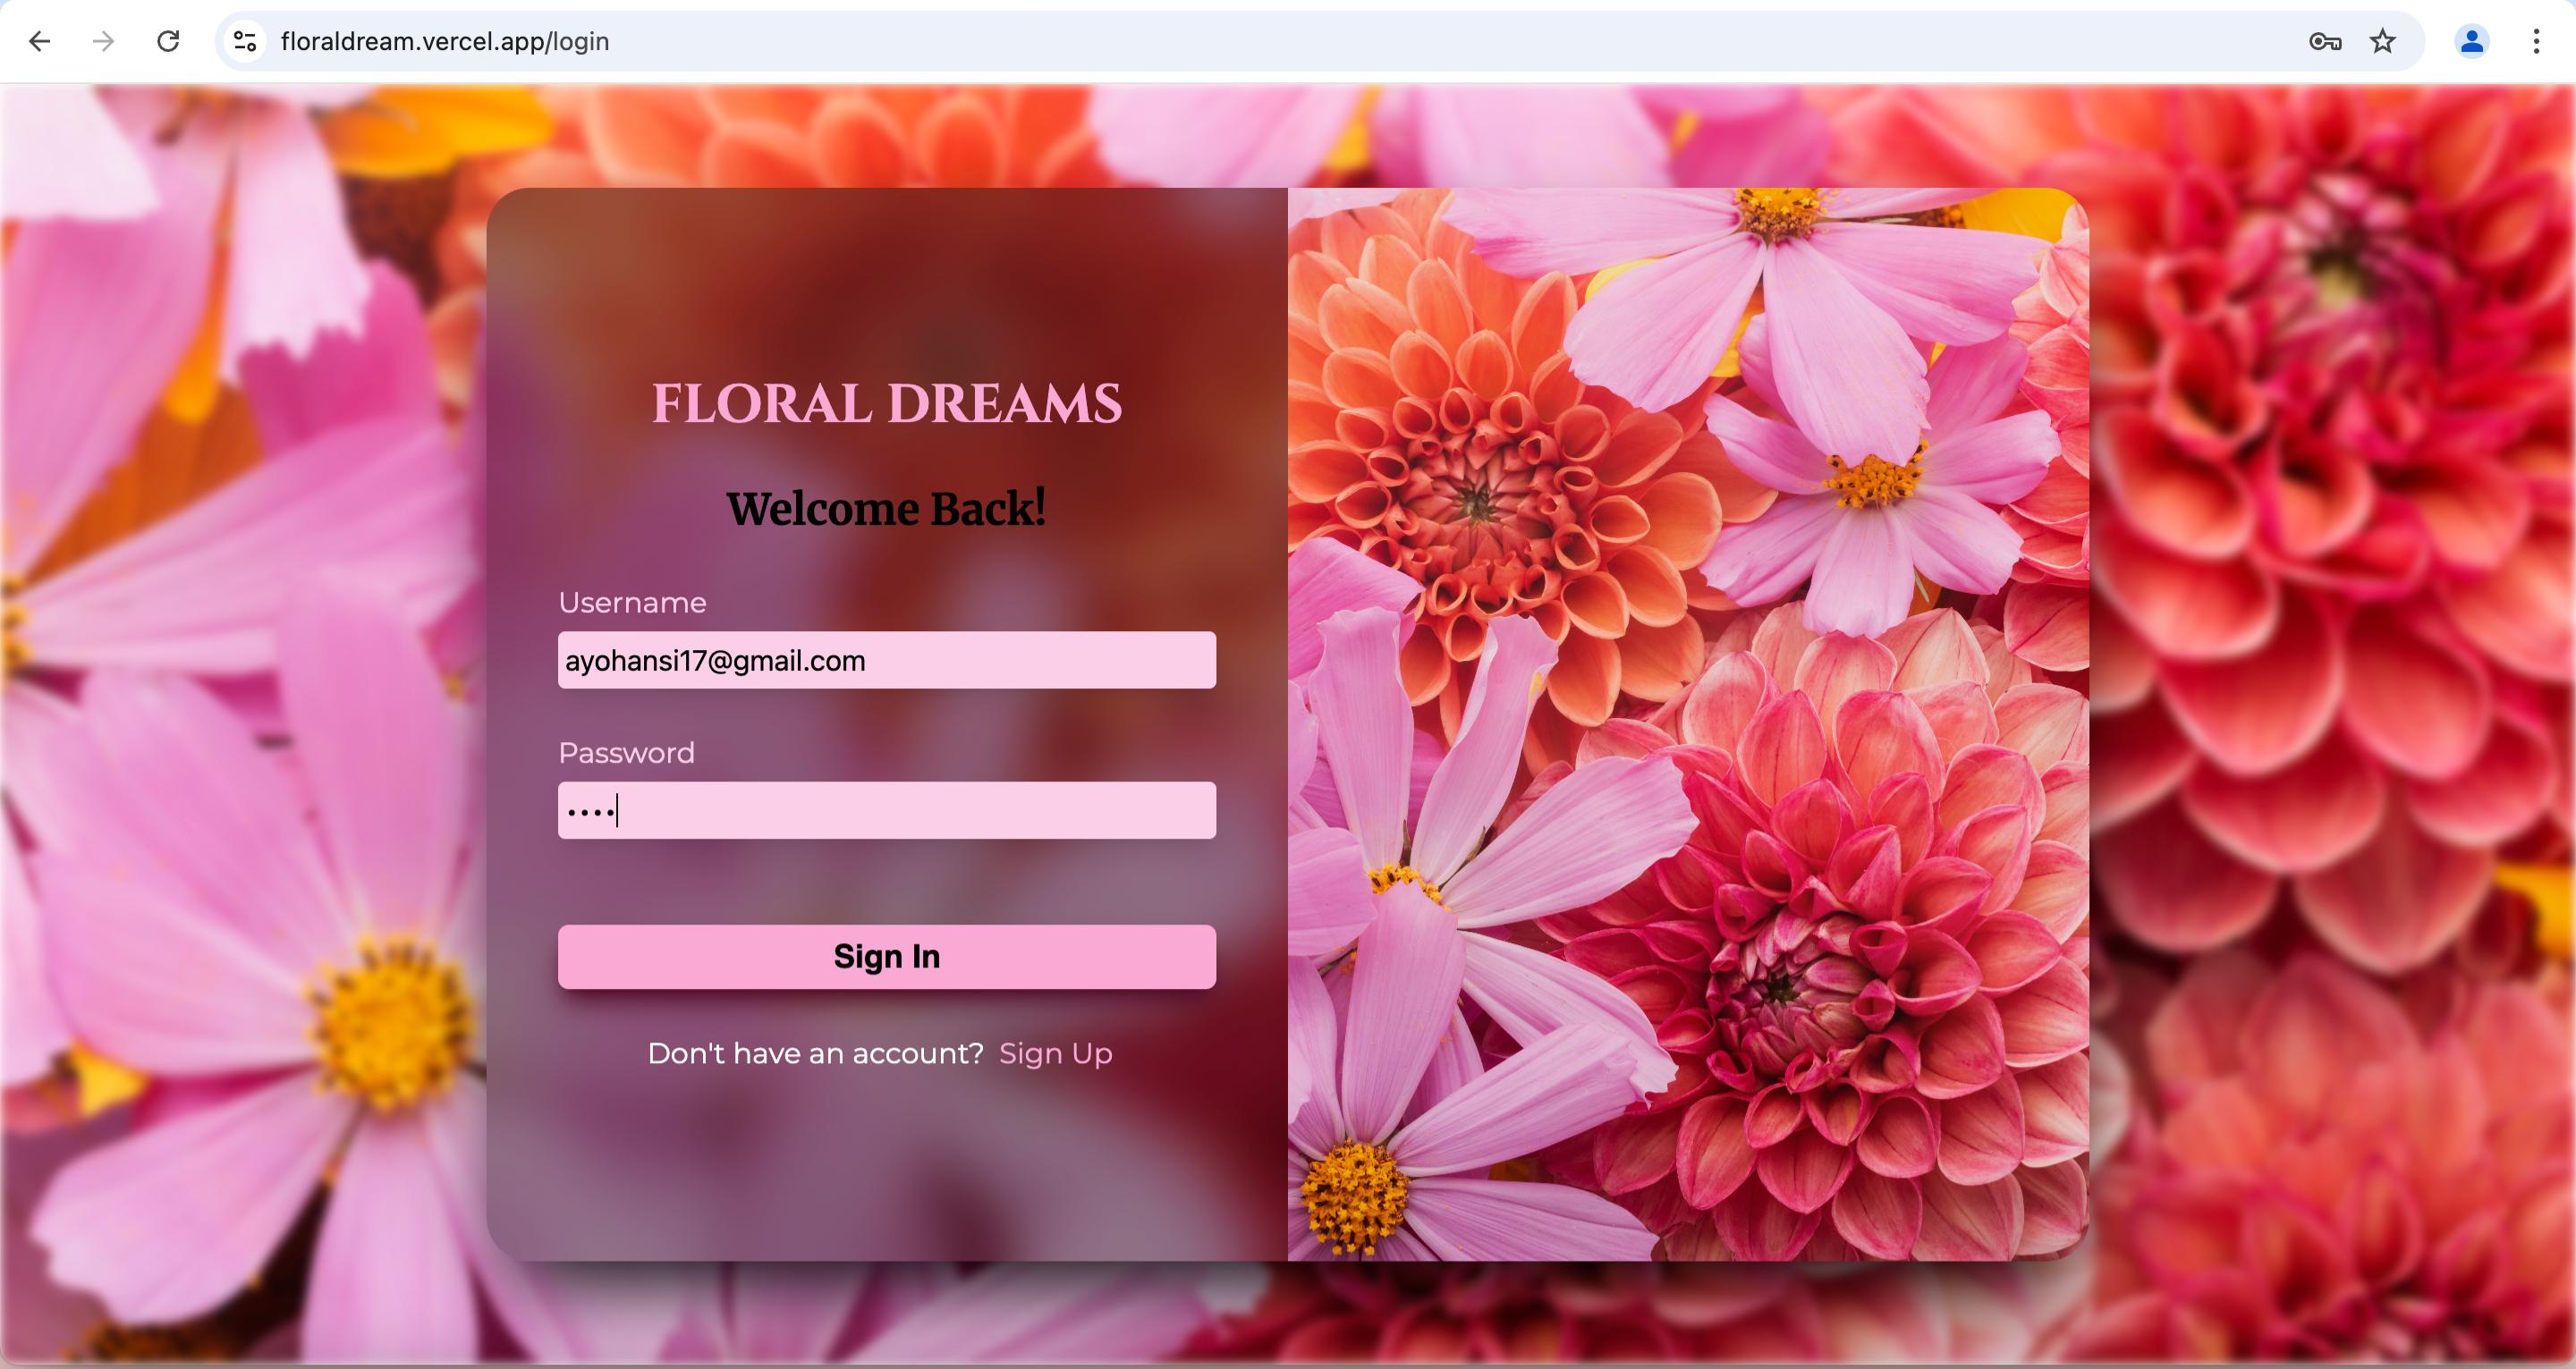 floraldream.vercel.app/login
FLORAL DREAMS
Welcome Back!
Username
ayohansi17@gmail.com
Password
••••
Sign In
Don't have an account? Sign Up